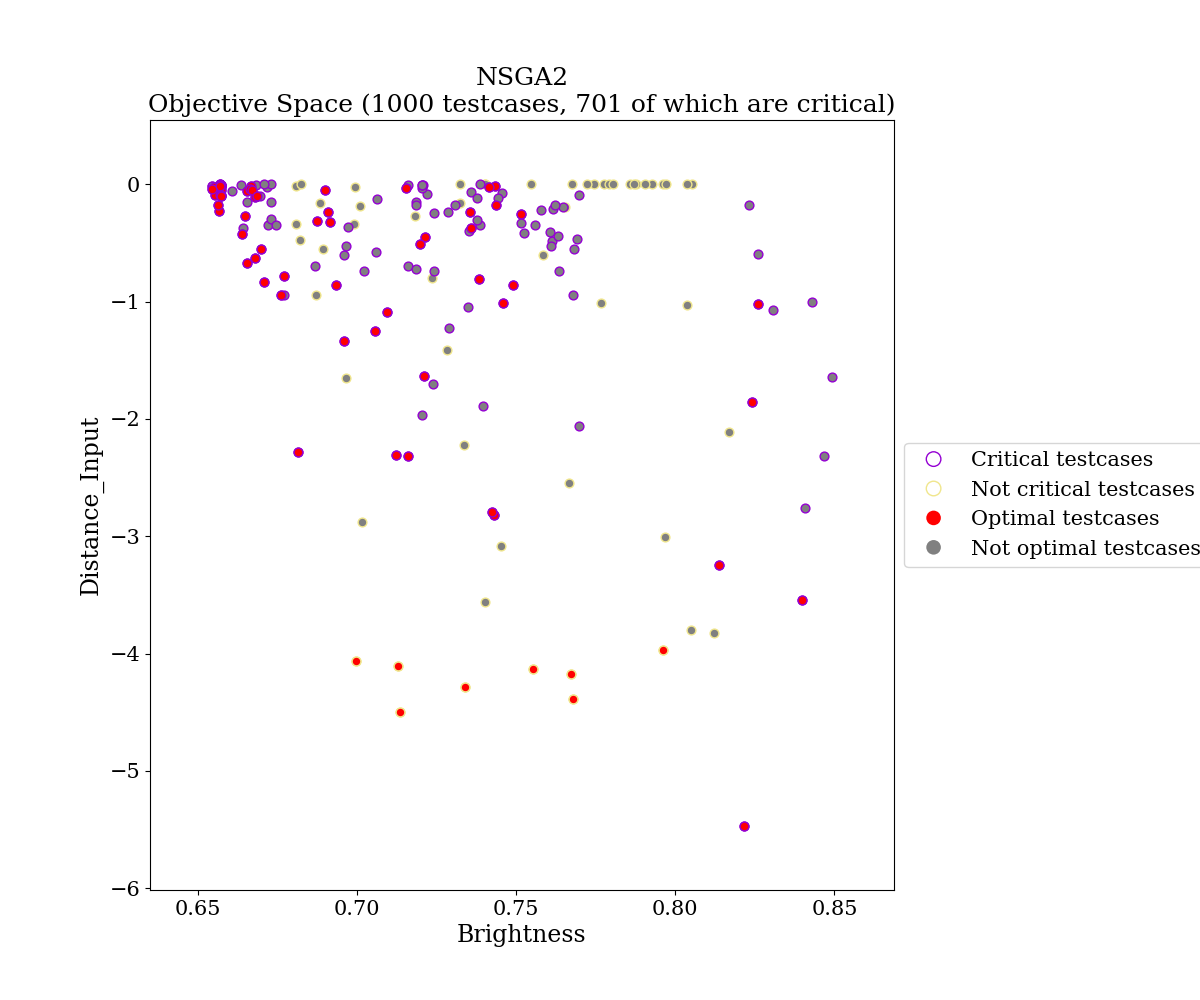 NSGA2
Objective Space (1000 testcases, 701 of which are critical)
0
−1
−2
−3
−4
−5
−6
Distance_Input
0.65 0.70 0.75 0.80 0.85
Brightness
Critical testcases
Not critical testcases
Optimal testcases
Not optimal testcases